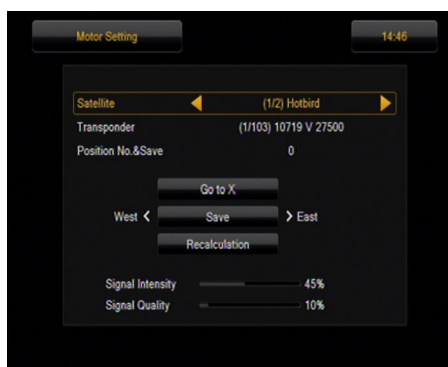 Motor Setting 14:46
Satellite (1/2) Hotbird
Transponder (1/103) 10719 V 27500
Position No.&Save 0
Go to X
West < Save > East
Recalculation
Signal Intensity 45%
Signal Quality 10%